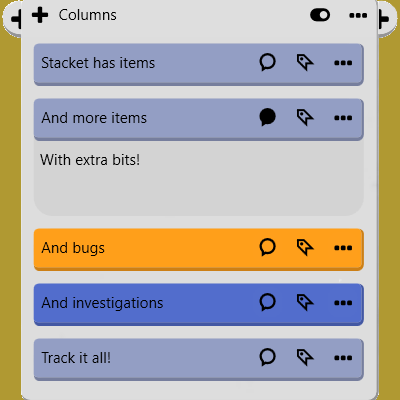 Columns
Stacket has items
And more items
With extra bits!
And bugs
And investigations
Track it all!